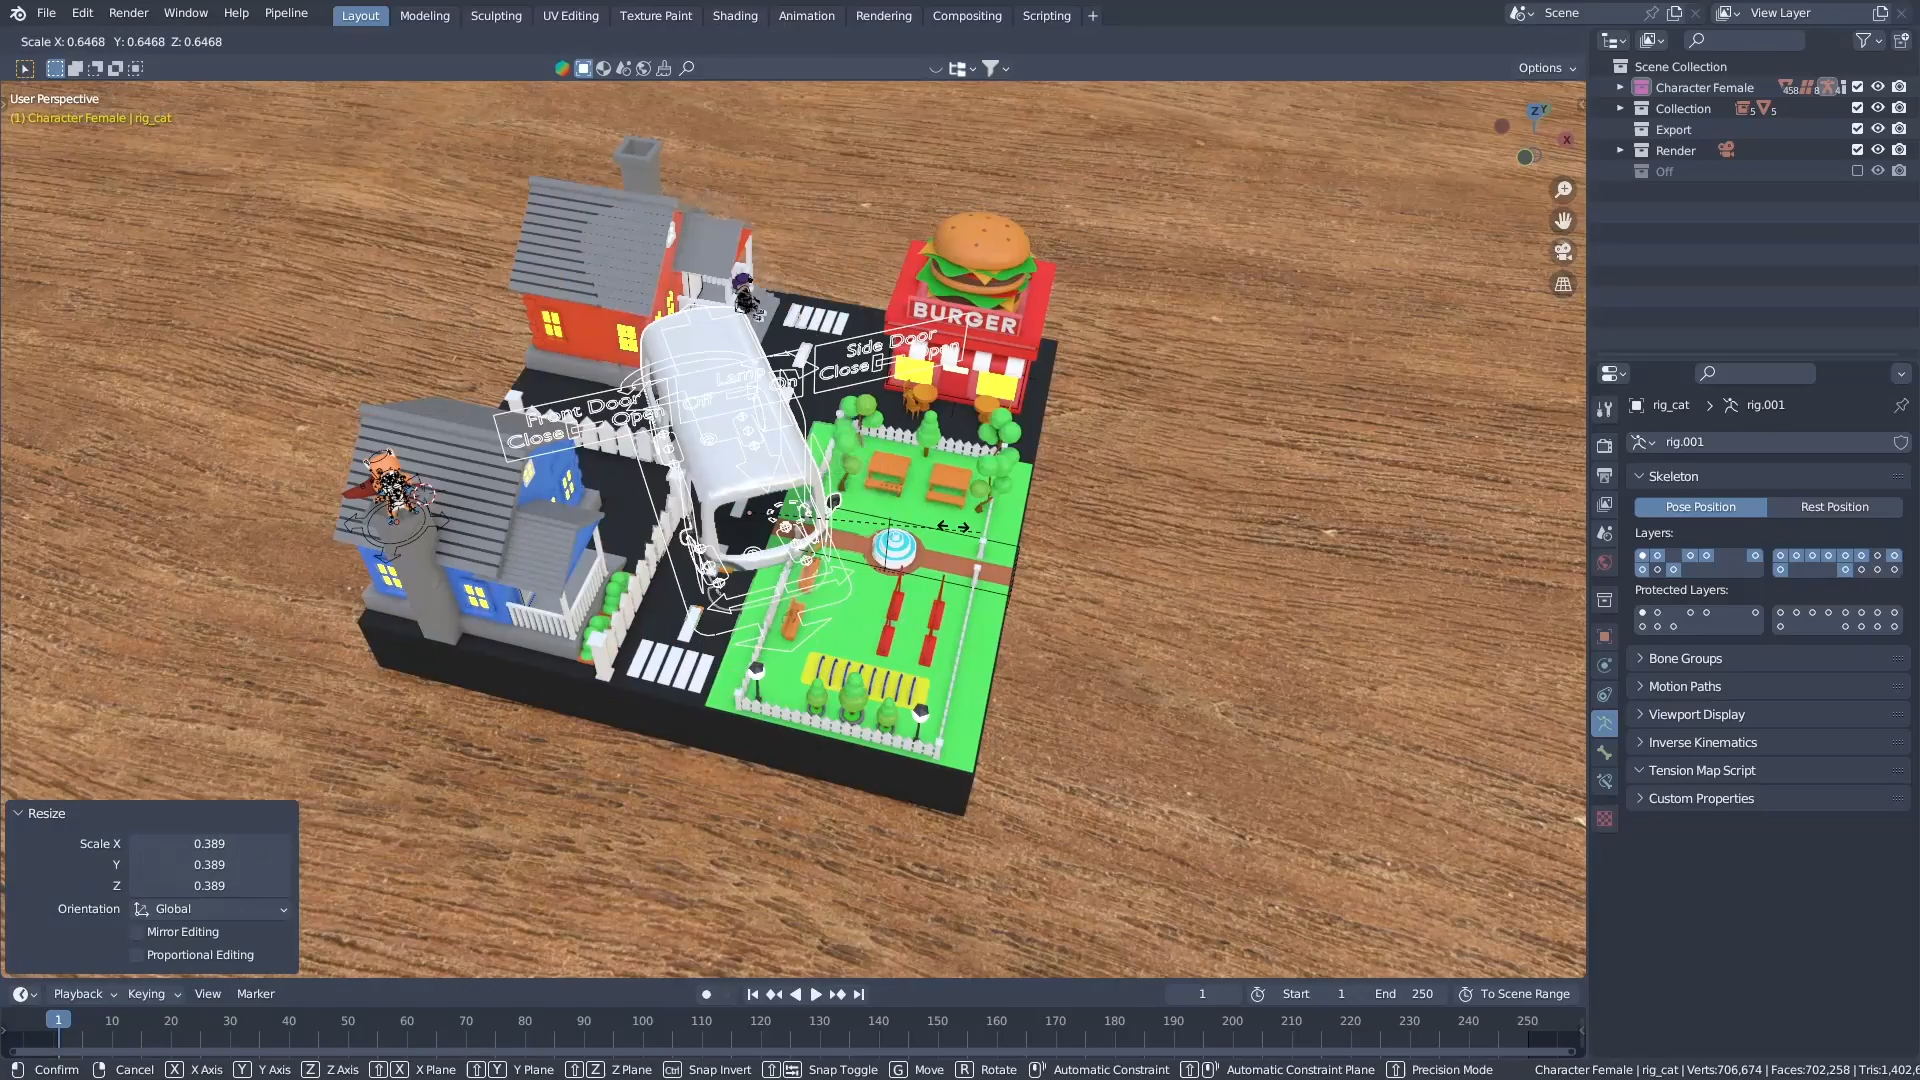 File Edit Render Window Help Pipeline Layout Modeling Sculpting UV Editing Texture Paint Shading Animation Rendering Compositing Scripting + Scene View Layer
Scale X: 0.6468 Y: 0.6468 Z: 0.6468
Options
User Perspective
(1) Character Female | rig_cat
Z Y
X
BURGER
Side Door
Close Open
Lamp
Off On
Front Door
Close Open
Resize
Scale X 0.389
Y 0.389
Z 0.389
Orientation Global
Mirror Editing
Proportional Editing
Scene Collection
Character Female 458 8 4
Collection 5 5
Export
Render
Off
rig_cat > rig.001
rig.001
Skeleton
Pose Position Rest Position
Layers:
Protected Layers:
Bone Groups
Motion Paths
Viewport Display
Inverse Kinematics
Tension Map Script
Custom Properties
Playback Keying View Marker 1 Start 1 End 250 To Scene Range
1 10 20 30 40 50 60 70 80 90 100 110 120 130 140 150 160 170 180 190 200 210 220 230 240 250
Confirm Cancel X X Axis Y Y Axis Z Z Axis X X Plane Y Y Plane Z Z Plane Ctrl Snap Invert Snap Toggle G Move R Rotate Automatic Constraint Automatic Constraint Plane Precision Mode Character Female | rig_cat | Verts:706,674 | Faces:702,258 | Tris:1,402,6